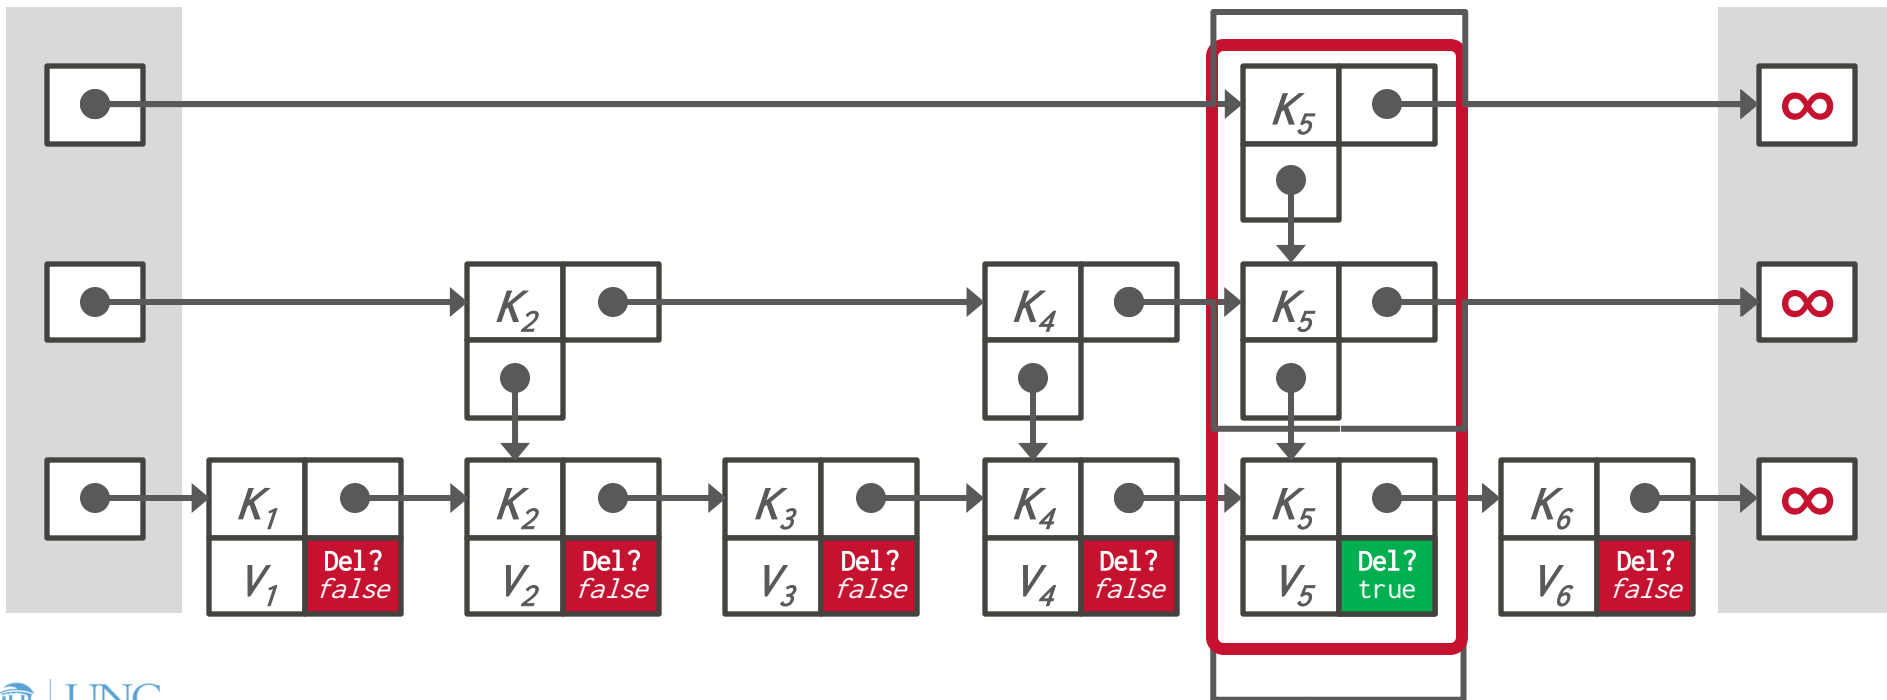 K5 ∞
K2 K4 K5 ∞
K1 K2 K3 K4 K5 K6 ∞
V1 Del? false V2 Del? false V3 Del? false V4 Del? false V5 Del? true V6 Del? false
UNC